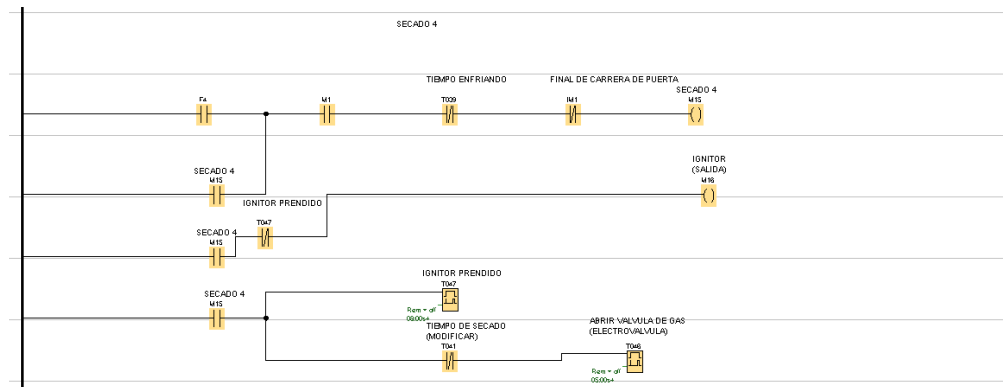 SECADO 4
TIEMPO ENFRIANDO
FINAL DE CARRERA DE PUERTA
SECADO 4
F4
M1
T039
IM1
M15
SECADO 4
M15
IGNITOR
(SALIDA)
M16
IGNITOR PRENDIDO
T047
SECADO 4
M15
IGNITOR PRENDIDO
T047
Rem = off
SECADO 4
M15
TIEMPO DE SECADO
(MODIFICAR)
T041
ABRIR VALVULA DE GAS
(ELECTROVALVULA)
T046
Rem = off
05:00s+